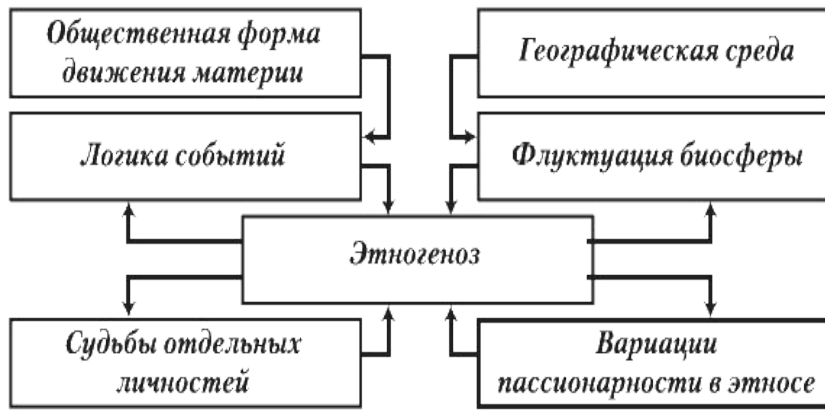 Общественная форма
движения материи
Географическая среда
Логика событий
Флуктуация биосферы
Этногеноз
Судьбы отдельных
личностей
Вариации
пассионарности в этносе